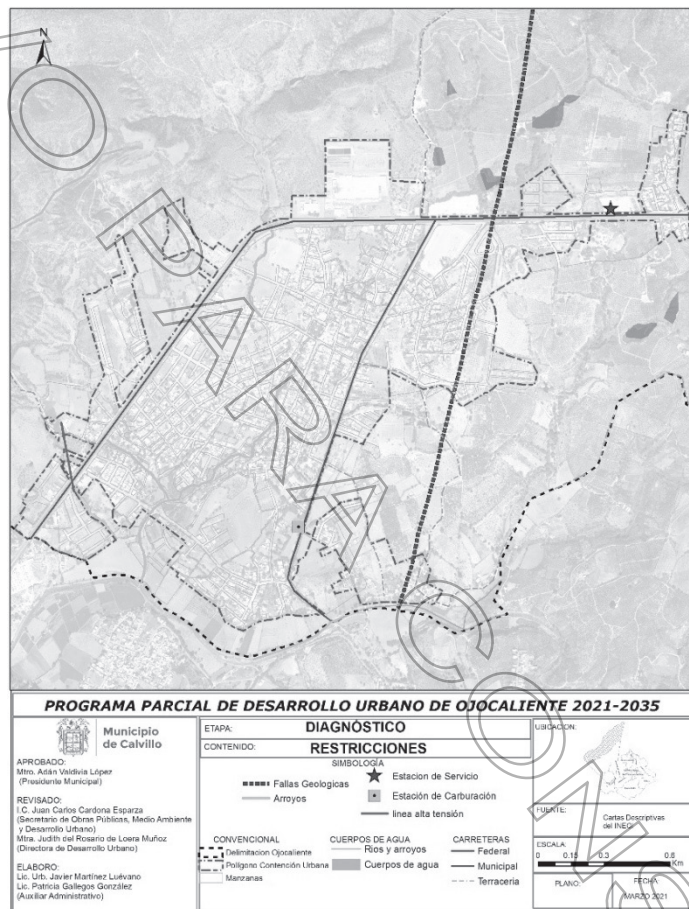 N
PARA CONS
PROGRAMA PARCIAL DE DESARROLLO URBANO DE OJOCALIENTE 2021-2035
Municipio
de Calvillo
APROBADO:
Mtro. Adán Valdivia López
(Presidente Municipal)
REVISADO:
I.C. Juan Carlos Cardona Esparza
(Secretario de Obras Públicas, Medio Ambiente
y Desarrollo Urbano)
Mtra. Judith del Rosario de Loera Muñoz
(Directora de Desarrollo Urbano)
ELABORO:
Lic. Urb. Javier Martínez Luévano
Lic. Patricia Gallegos González
(Auxiliar Administrativo)
ETAPA: DIAGNÓSTICO
CONTENIDO: RESTRICCIONES
SIMBOLOGÍA
Fallas Geologicas
Arroyos
Estacion de Servicio
Estación de Carburación
linea alta tensión
CONVENCIONAL
Delimitacion Ojocaliente
Poligono Contención Urbana
Manzanas
CUERPOS DE AGUA
Rios y arroyos
Cuerpos de agua
CARRETERAS
Federal
Municipal
Terraceria
UBICACIÓN:
FUENTE:
Cartas Descriptivas
del INEGI
ESCALA:
0 0.15 0.3 0.6
Km
PLANO:
FECHA:
MARZO 2021